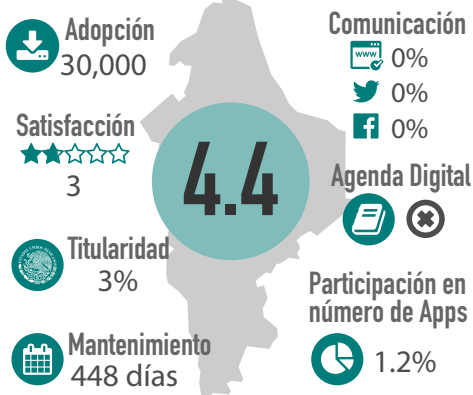 Adopción
30,000
Satisfacción
3
Titularidad
3%
Mantenimiento
448 días
4.4
Comunicación
www
0%
0%
0%
Agenda Digital
Participación en
número de Apps
1.2%